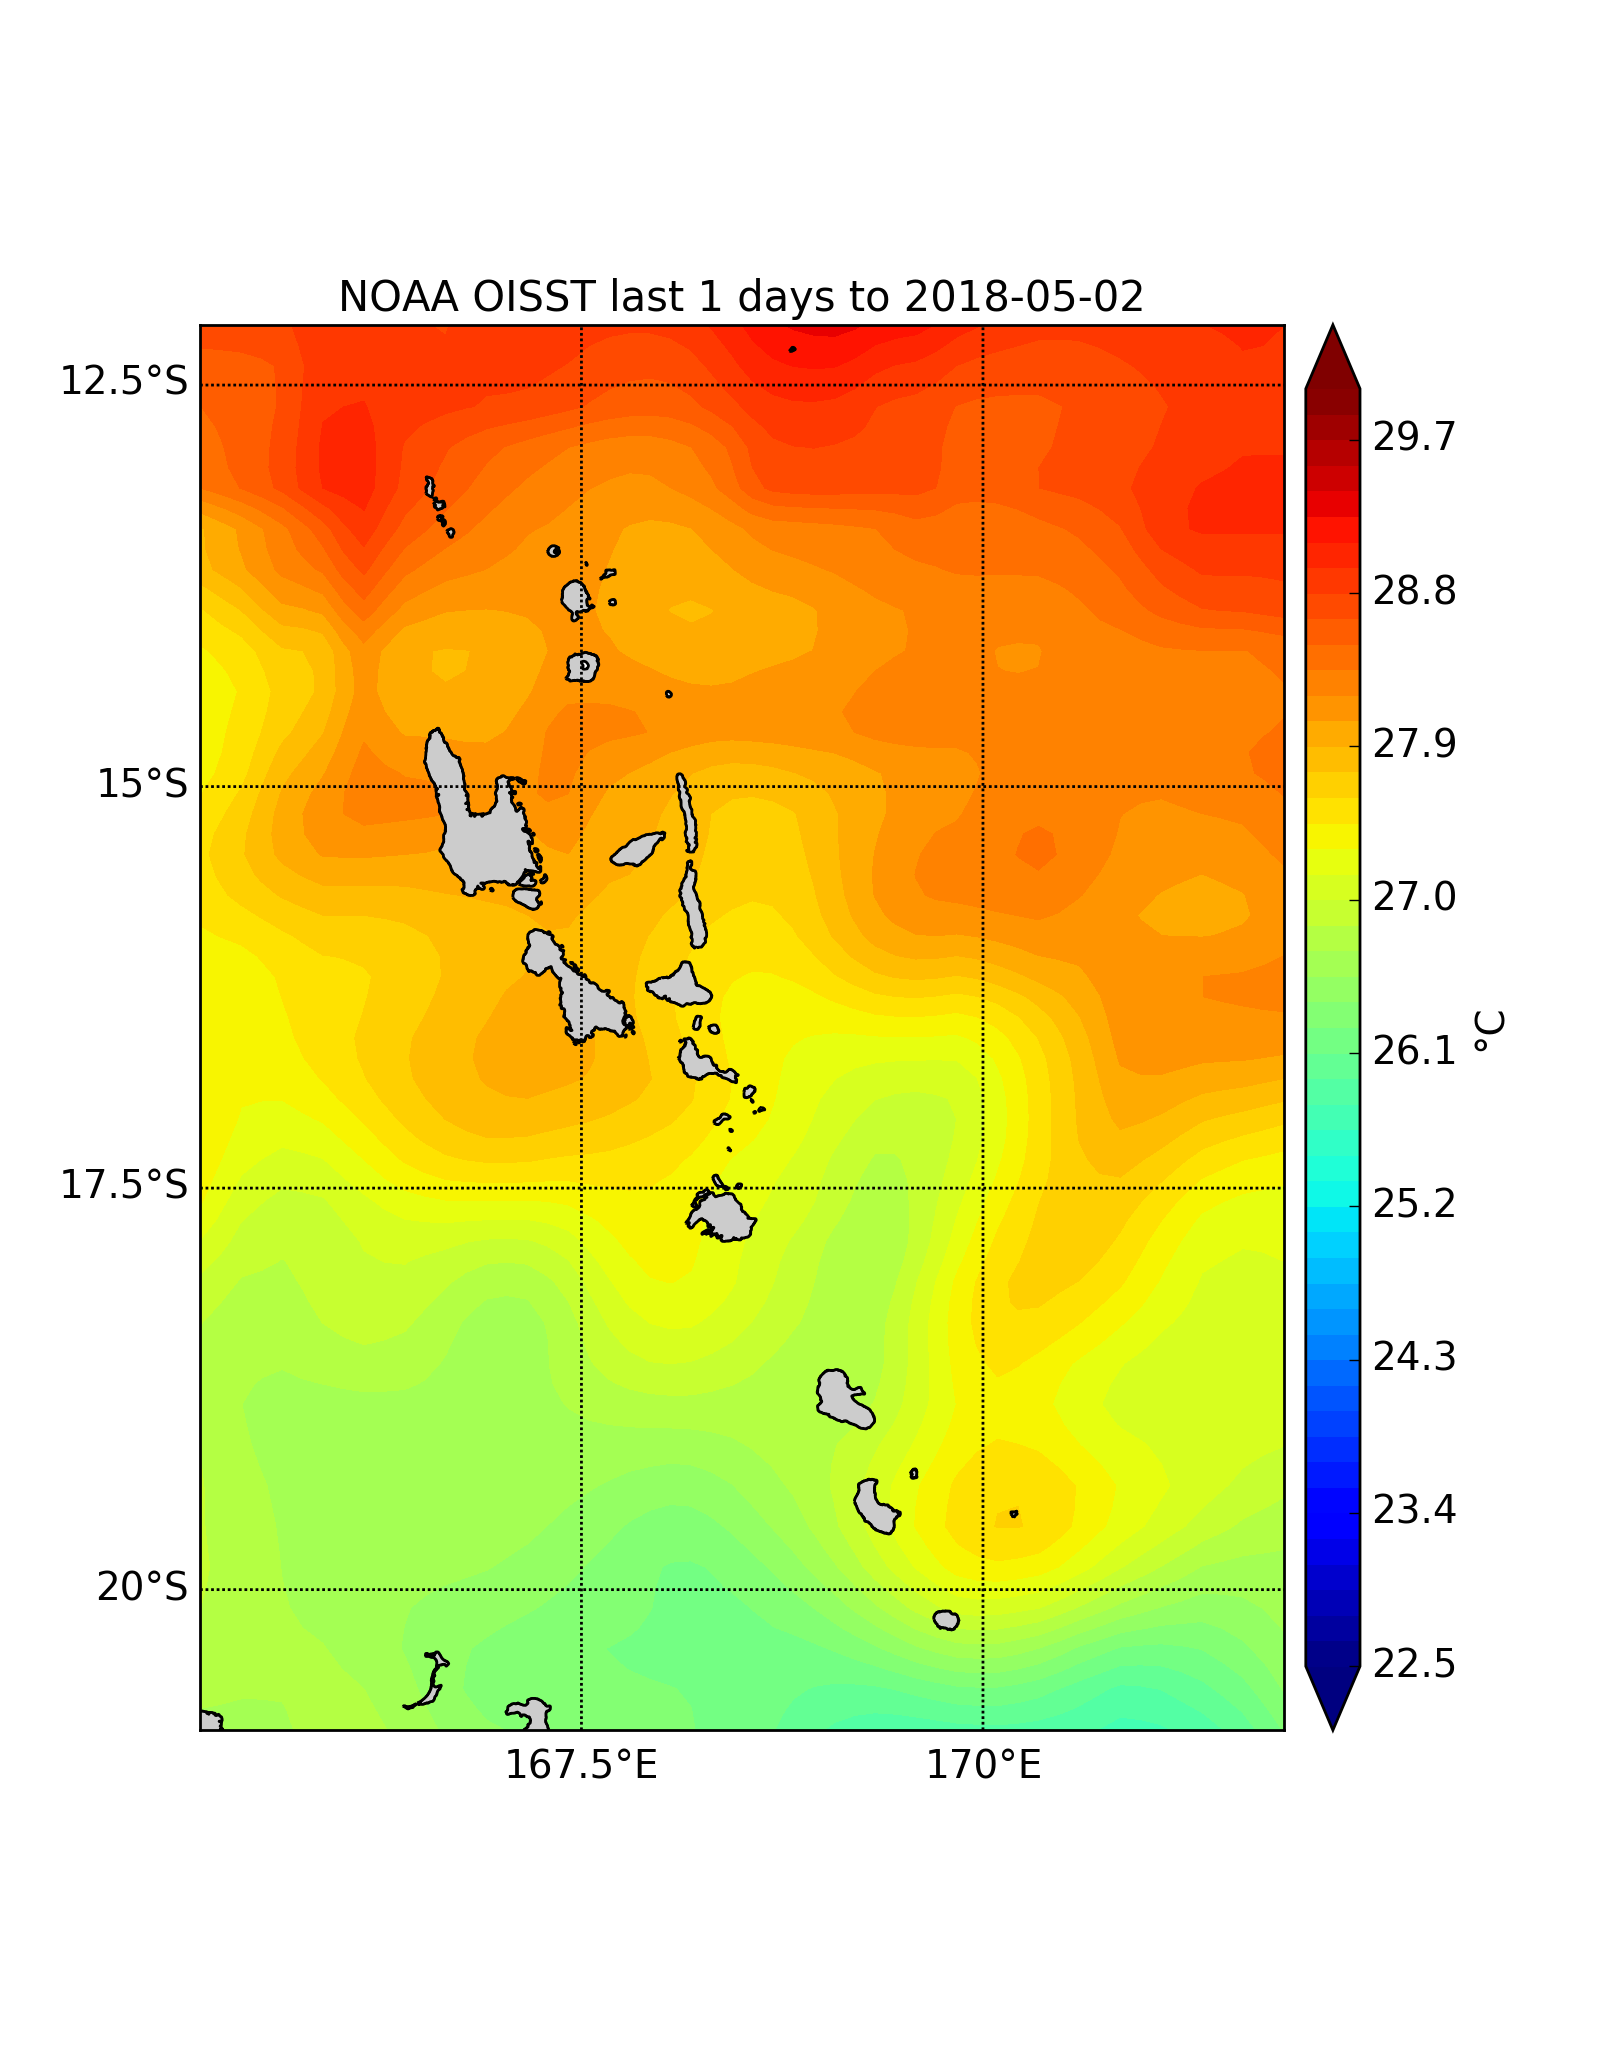 NOAA OISST last 1 days to 2018-05-02
12.5°S
15°S
17.5°S
20°S
167.5°E
170°E
29.7
28.8
27.9
27.0
26.1
25.2
24.3
23.4
22.5
°C